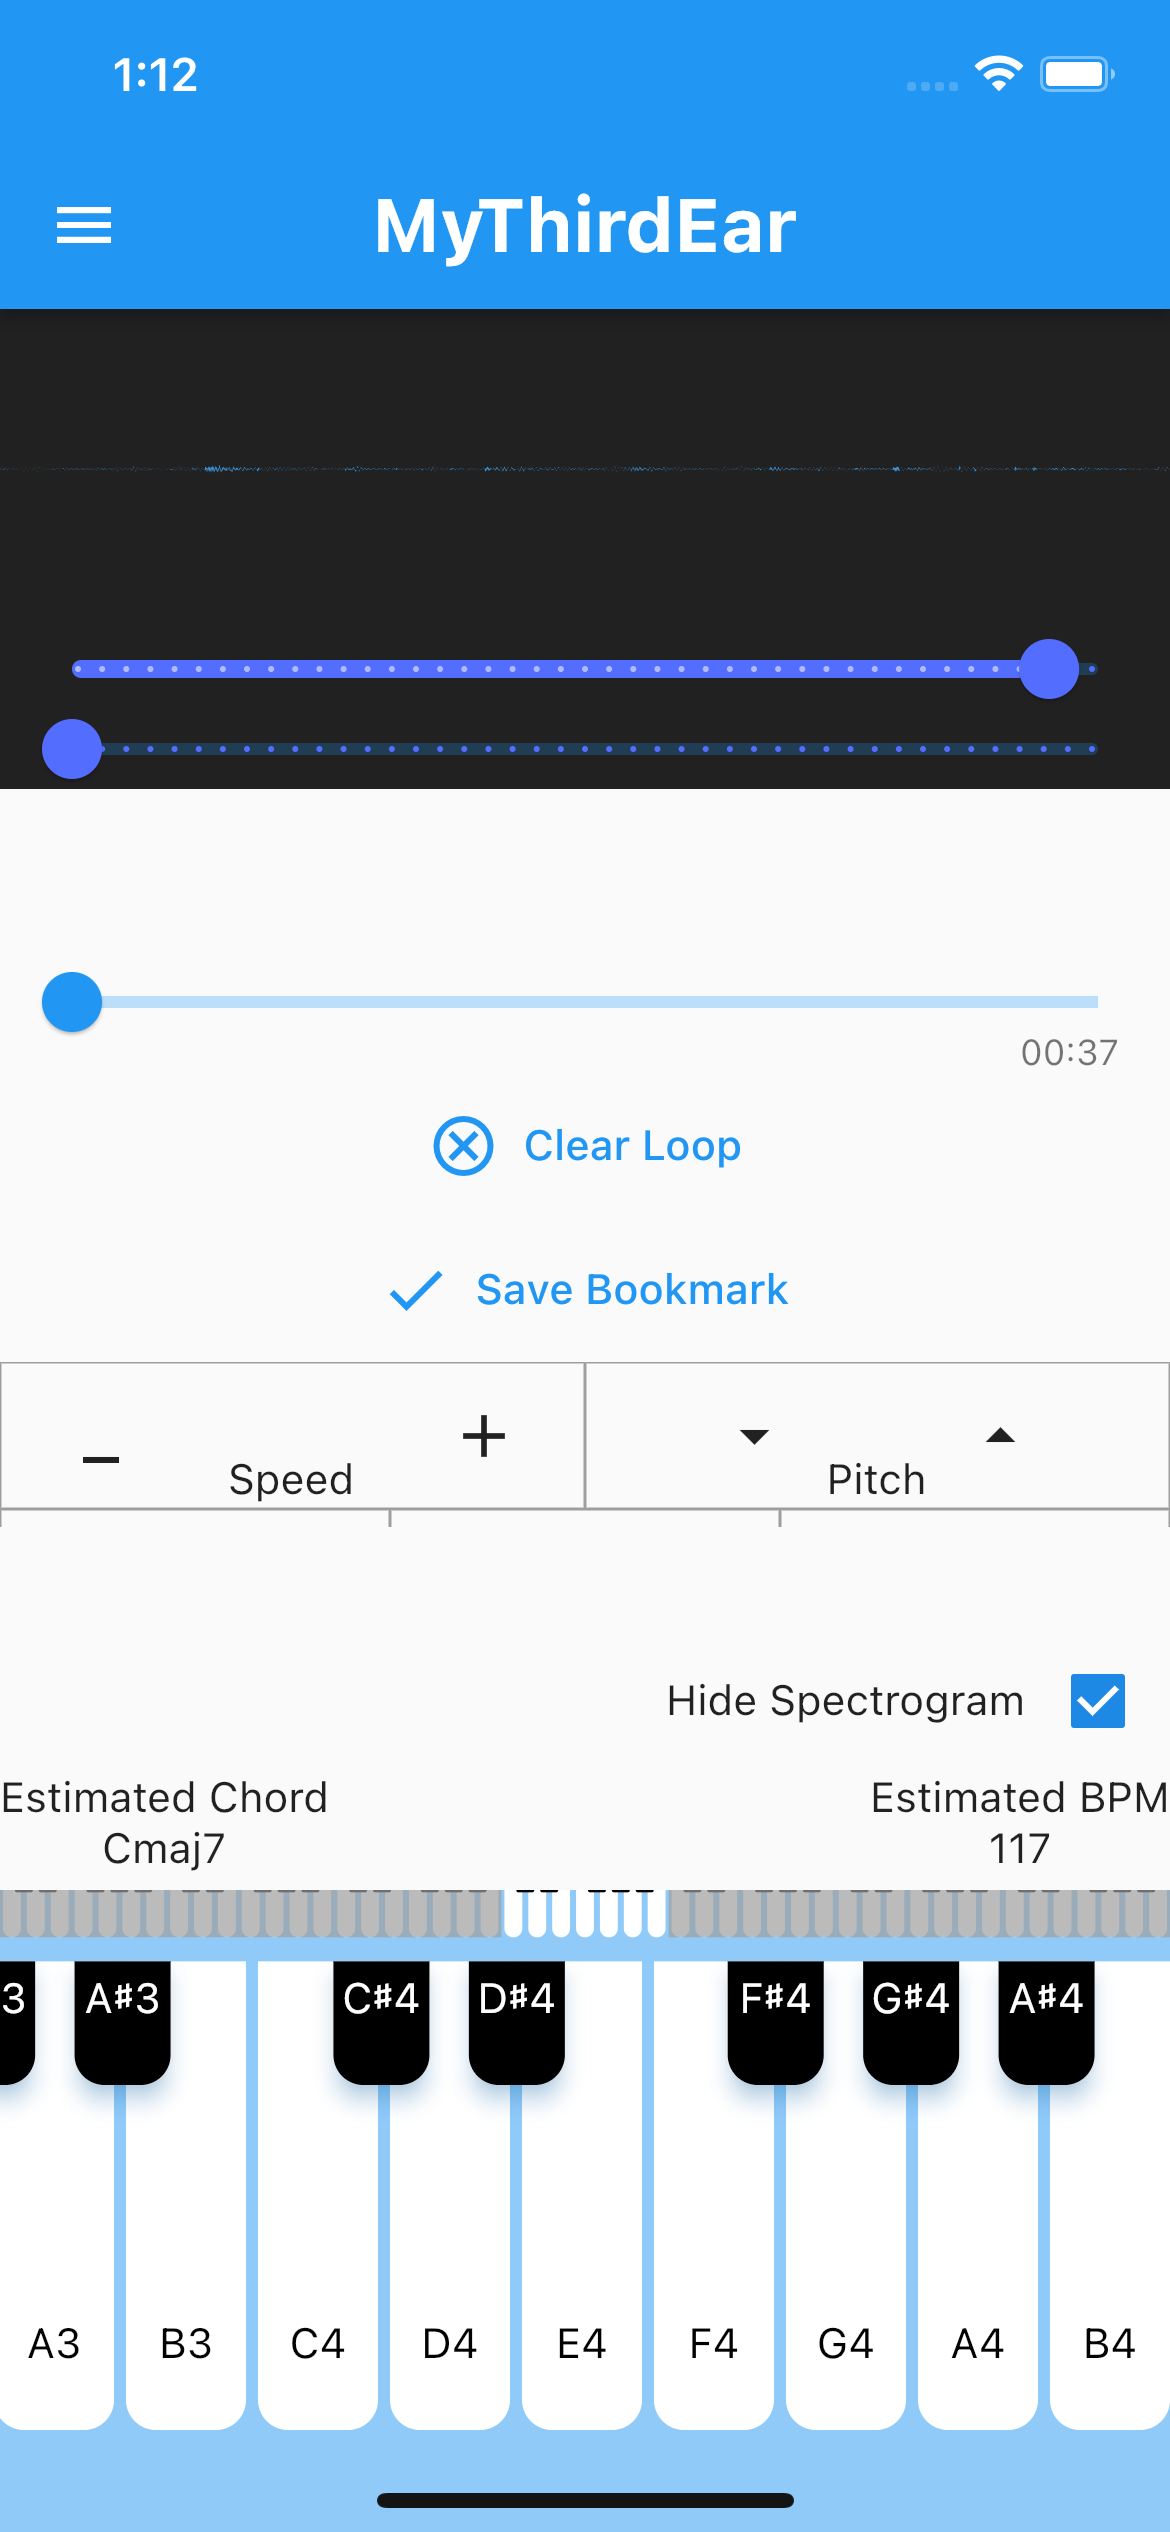 1:12
MyThirdEar
00:37
Clear Loop
Save Bookmark
Speed
Pitch
Hide Spectrogram
Estimated Chord
Cmaj7
Estimated BPM
117
3 A♯3 C♯4 D♯4 F♯4 G♯4 A♯4
A3 B3 C4 D4 E4 F4 G4 A4 B4